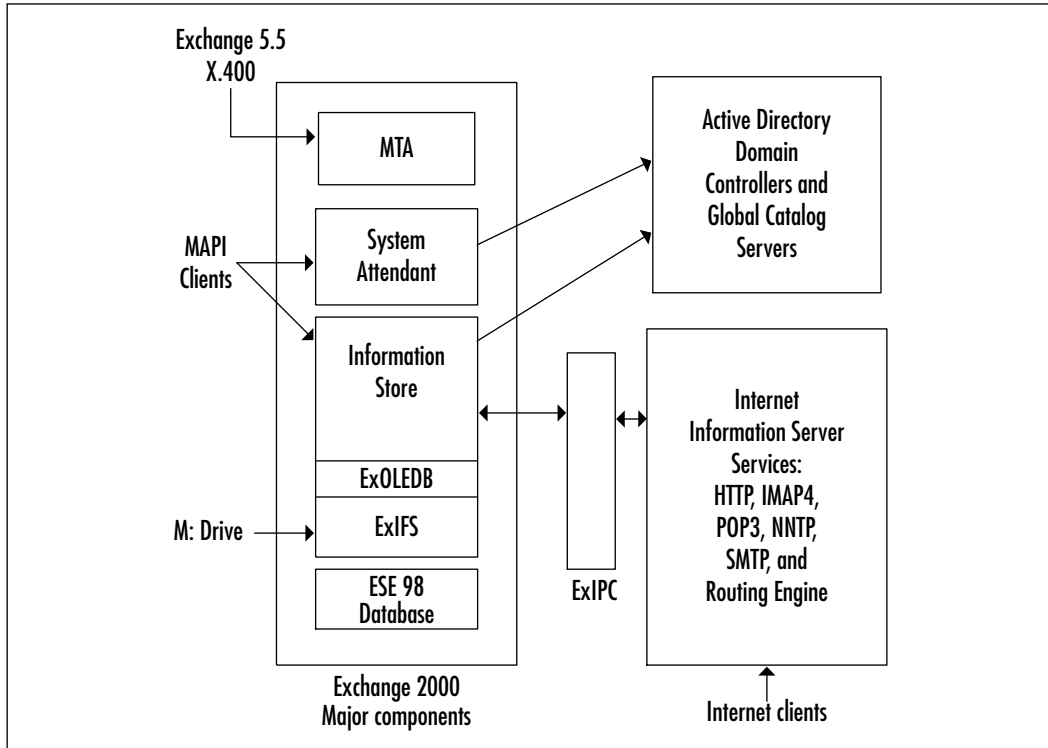 Exchange 5.5
X.400
MTA
System
Attendant
MAPI
Clients
Information
Store
ExOLEDB
M: Drive
ExIFS
ESE 98
Database
Exchange 2000
Major components
Active Directory
Domain
Controllers and
Global Catalog
Servers
ExIPC
Internet
Information Server
Services:
HTTP, IMAP4,
POP3, NNTP,
SMTP, and
Routing Engine
Internet clients